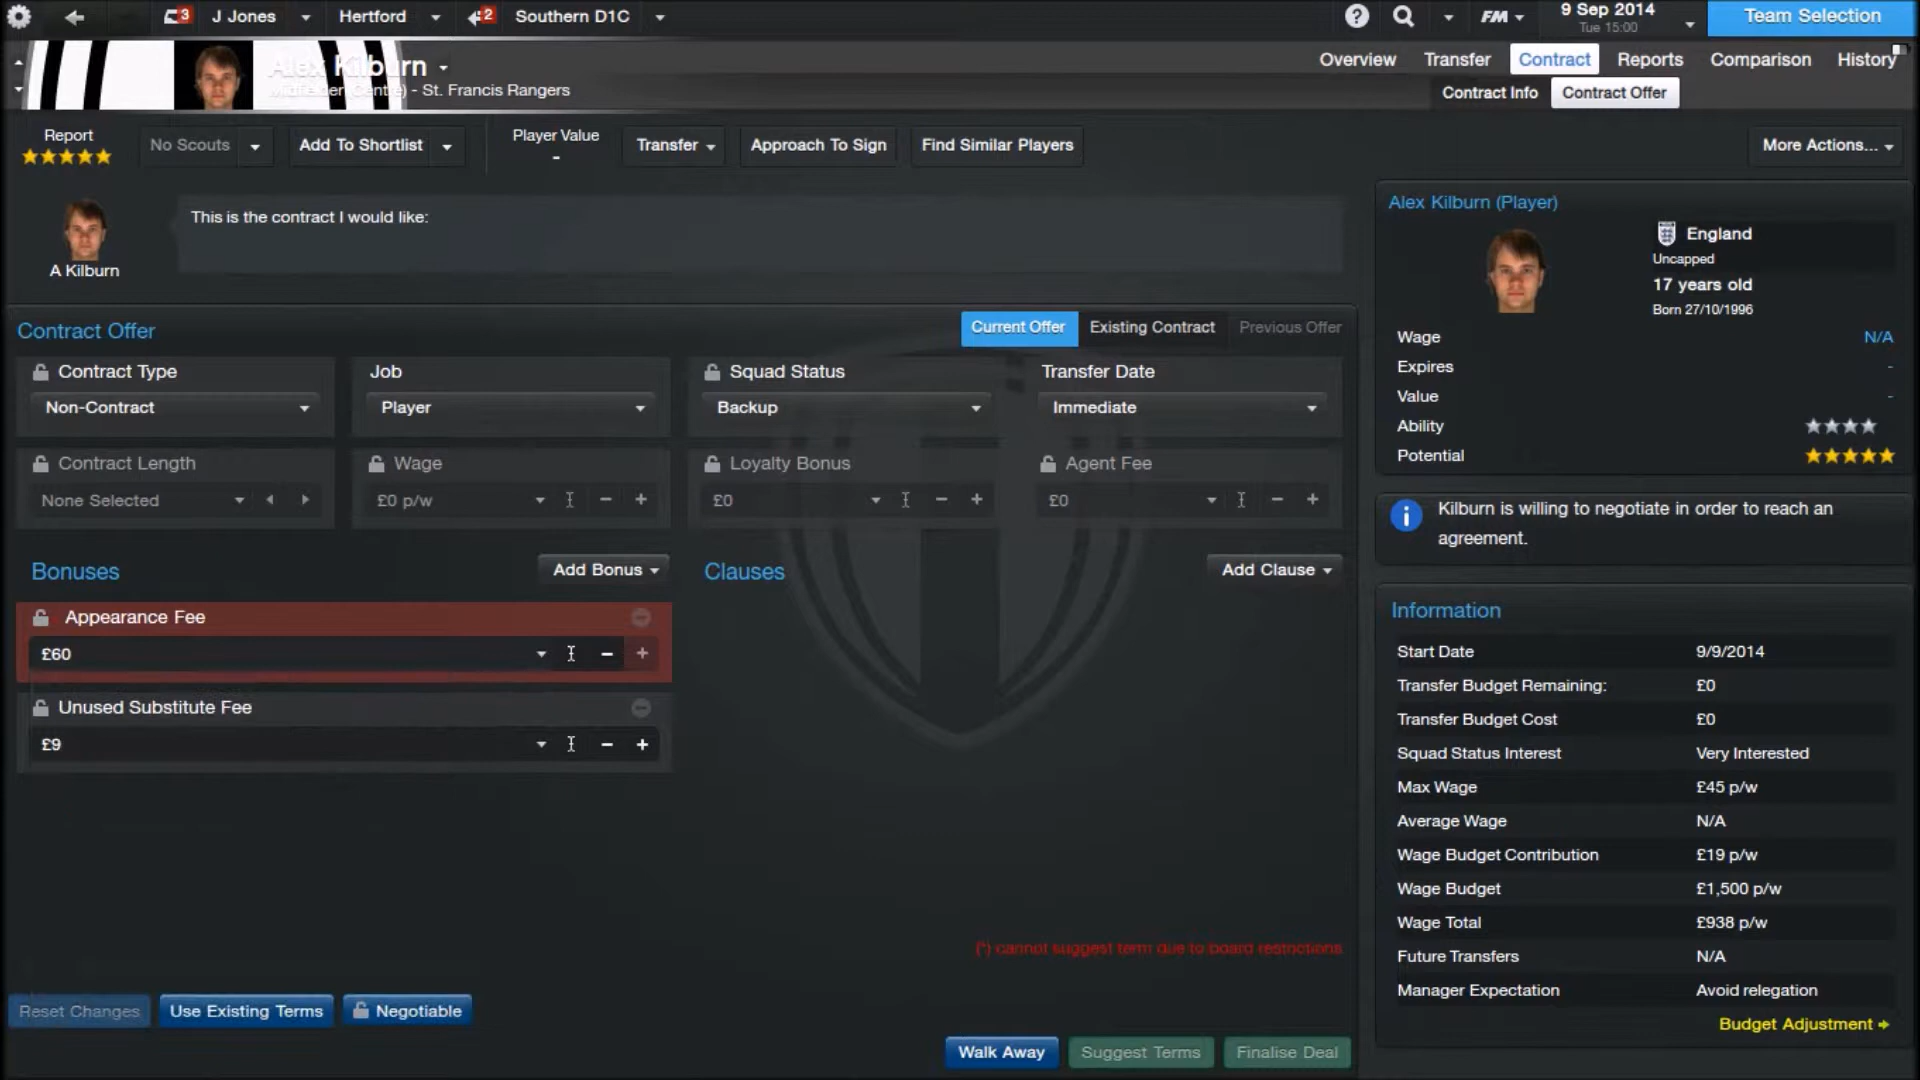 3 J Jones Hertford 2 Southern D1C ? FM 9 Sep 2014 Team Selection
Tue 15:00
Alex Kilburn
Midfielder (Centre) - St. Francis Rangers
Overview Transfer Contract Reports Comparison History
Contract Info Contract Offer
Report
No Scouts Add To Shortlist
Player Value
-
Transfer Approach To Sign Find Similar Players More Actions...
A Kilburn
This is the contract I would like:
Contract Offer
Current Offer Existing Contract Previous Offer
Contract Type Job Squad Status Transfer Date
Non-Contract Player Backup Immediate
Contract Length Wage Loyalty Bonus Agent Fee
None Selected £0 p/w £0 £0
Bonuses Add Bonus Clauses Add Clause
Appearance Fee
£60
Unused Substitute Fee
£9
(*) cannot suggest term due to board restrictions
Reset Changes Use Existing Terms Negotiable
Walk Away Suggest Terms Finalise Deal
Alex Kilburn (Player)
England
Uncapped
17 years old
Born 27/10/1996
Wage N/A
Expires -
Value -
Ability
Potential
Kilburn is willing to negotiate in order to reach an
agreement.
Information
Start Date 9/9/2014
Transfer Budget Remaining: £0
Transfer Budget Cost £0
Squad Status Interest Very Interested
Max Wage £45 p/w
Average Wage N/A
Wage Budget Contribution £19 p/w
Wage Budget £1,500 p/w
Wage Total £938 p/w
Future Transfers N/A
Manager Expectation Avoid relegation
Budget Adjustment